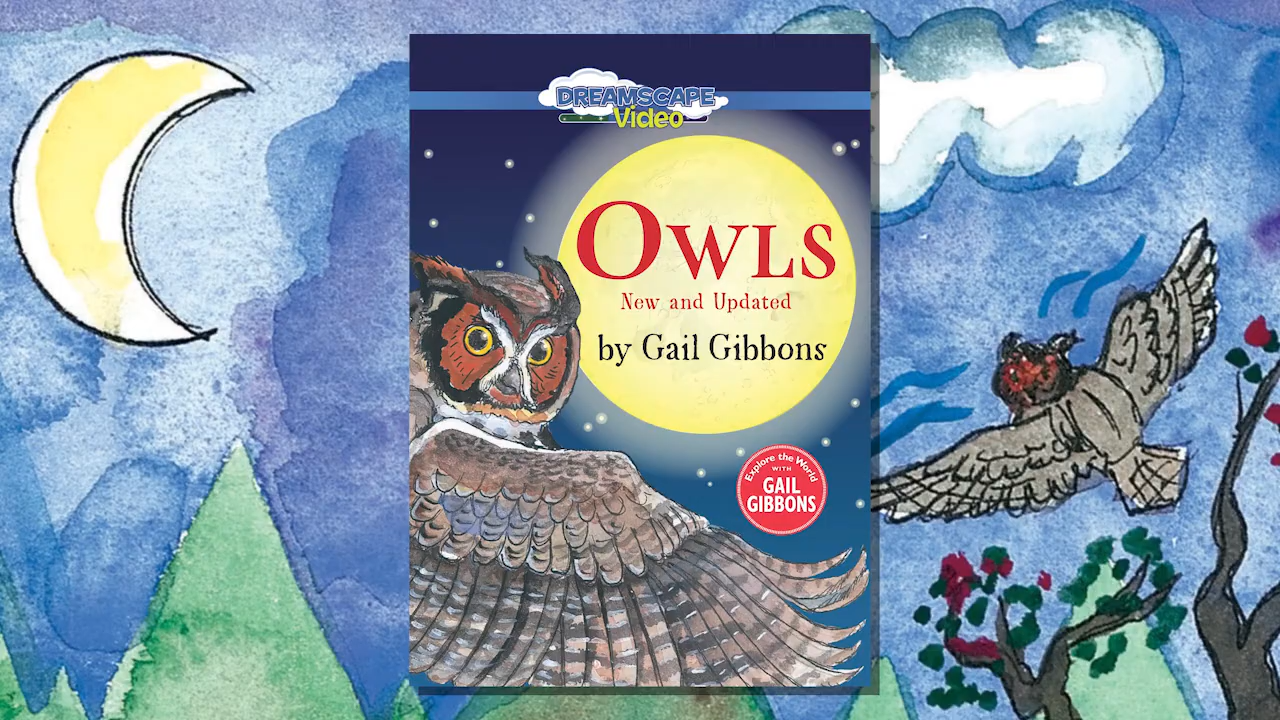 DREAMSCAPE
Video
Owls
New and Updated
by Gail Gibbons
Explore the World
WITH
GAIL
GIBBONS